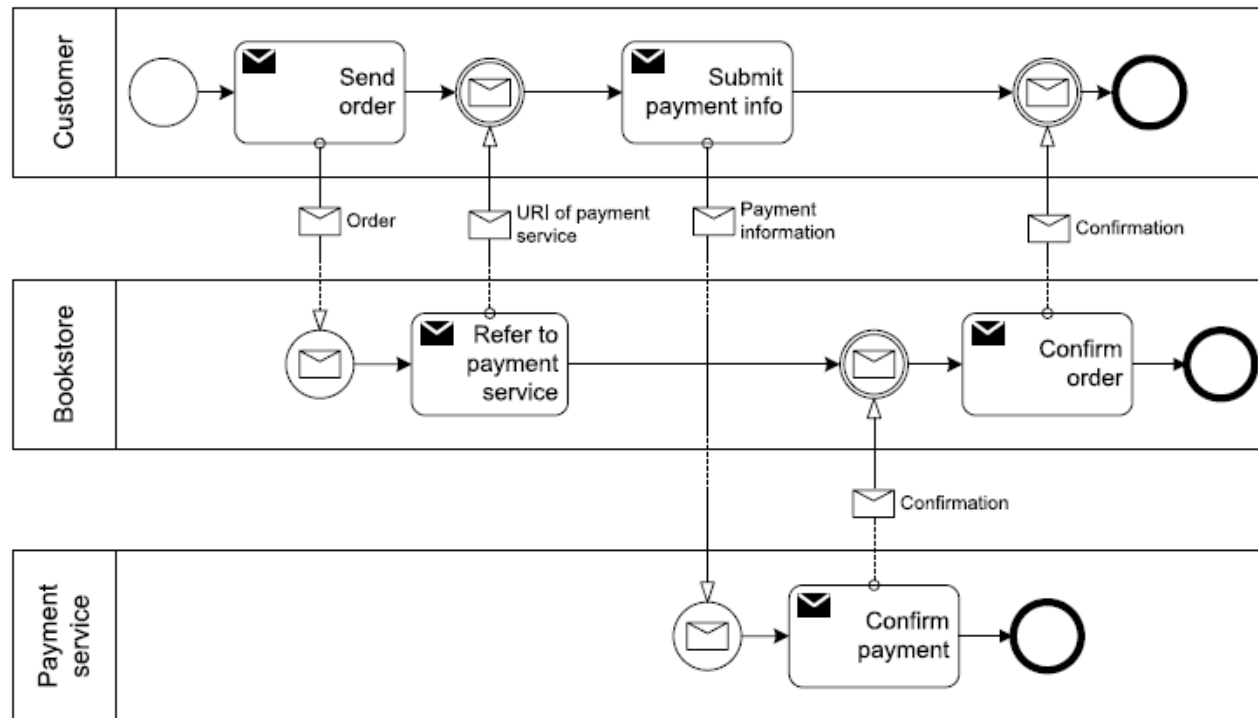 Customer
Send
order
Submit
payment info
Order
URI of payment
service
Payment
information
Confirmation
Bookstore
Refer to
payment
service
Confirm
order
Confirmation
Payment
service
Confirm
payment